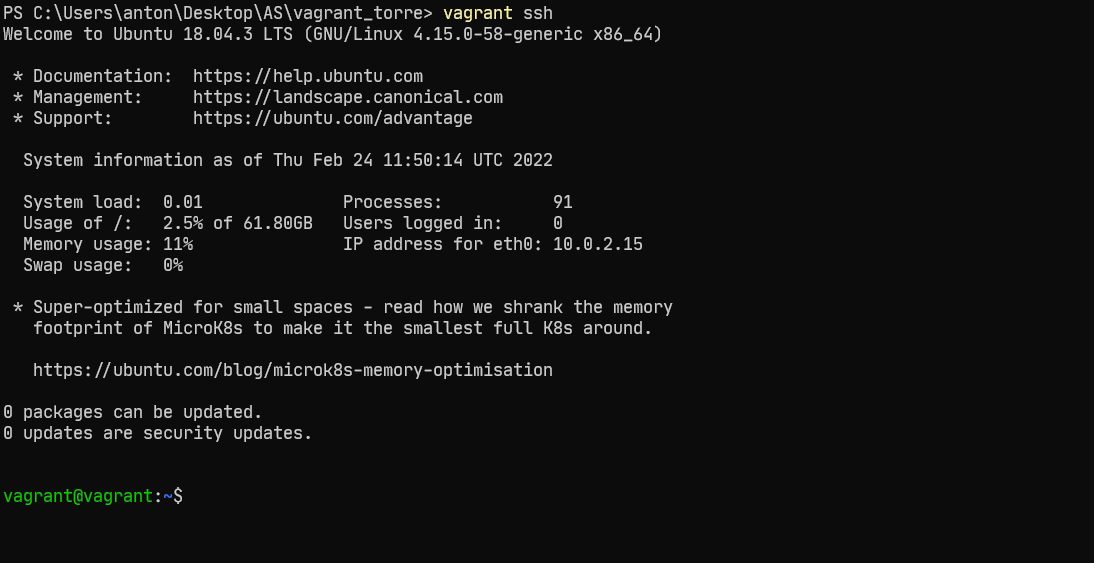 PS C:\Users\anton\Desktop\AS\vagrant_torre> vagrant ssh
Welcome to Ubuntu 18.04.3 LTS (GNU/Linux 4.15.0-58-generic x86_64)

 * Documentation:  https://help.ubuntu.com
 * Management:     https://landscape.canonical.com
 * Support:        https://ubuntu.com/advantage

  System information as of Thu Feb 24 11:50:14 UTC 2022

  System load:  0.01              Processes:           91
  Usage of /:   2.5% of 61.80GB   Users logged in:     0
  Memory usage: 11%               IP address for eth0: 10.0.2.15
  Swap usage:   0%

 * Super-optimized for small spaces - read how we shrank the memory
   footprint of MicroK8s to make it the smallest full K8s around.

   https://ubuntu.com/blog/microk8s-memory-optimisation

0 packages can be updated.
0 updates are security updates.


vagrant@vagrant:~$